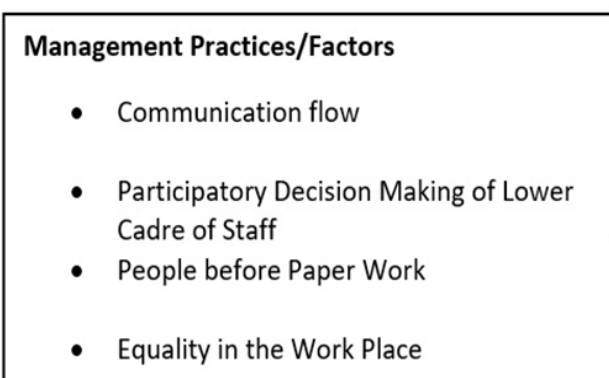 Management Practices/Factors
• Communication flow
• Participatory Decision Making of Lower
Cadre of Staff
• People before Paper Work
• Equality in the Work Place